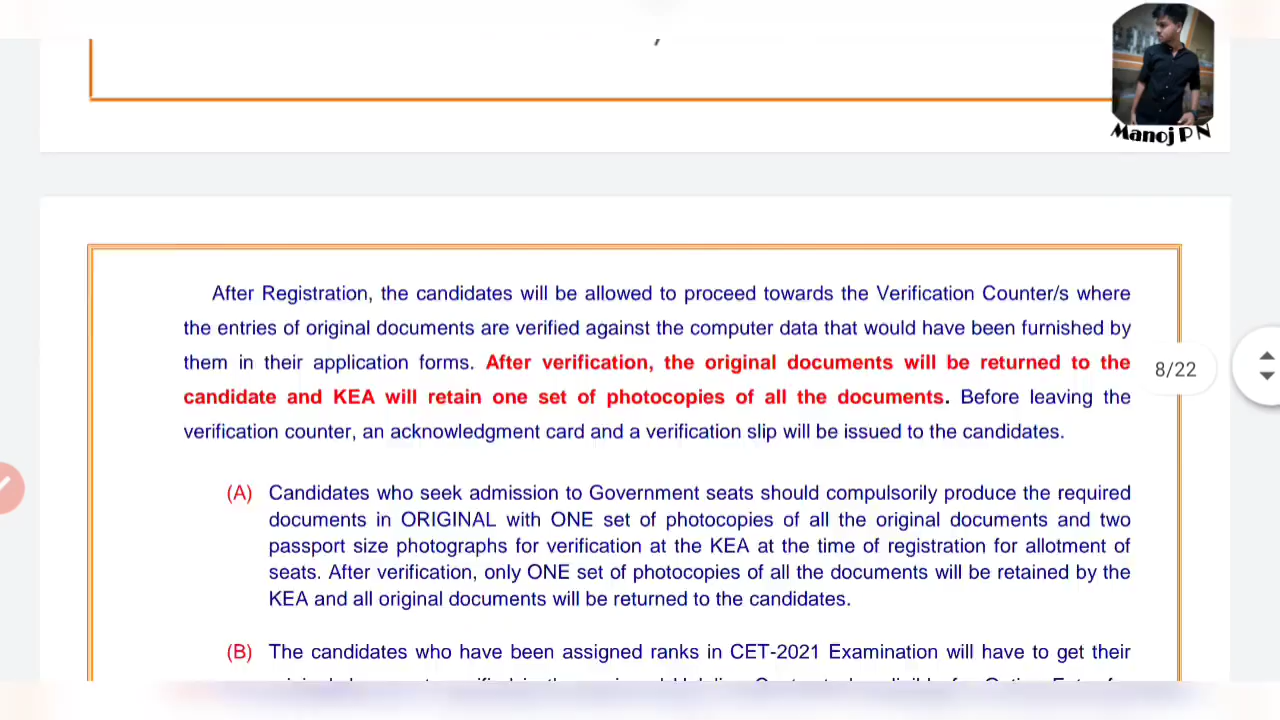 Manoj P N
After Registration, the candidates will be allowed to proceed towards the Verification Counter/s where
the entries of original documents are verified against the computer data that would have been furnished by
them in their application forms. After verification, the original documents will be returned to the
candidate and KEA will retain one set of photocopies of all the documents. Before leaving the
verification counter, an acknowledgment card and a verification slip will be issued to the candidates.
8/22
(A) Candidates who seek admission to Government seats should compulsorily produce the required
documents in ORIGINAL with ONE set of photocopies of all the original documents and two
passport size photographs for verification at the KEA at the time of registration for allotment of
seats. After verification, only ONE set of photocopies of all the documents will be retained by the
KEA and all original documents will be returned to the candidates.
(B) The candidates who have been assigned ranks in CET-2021 Examination will have to get their